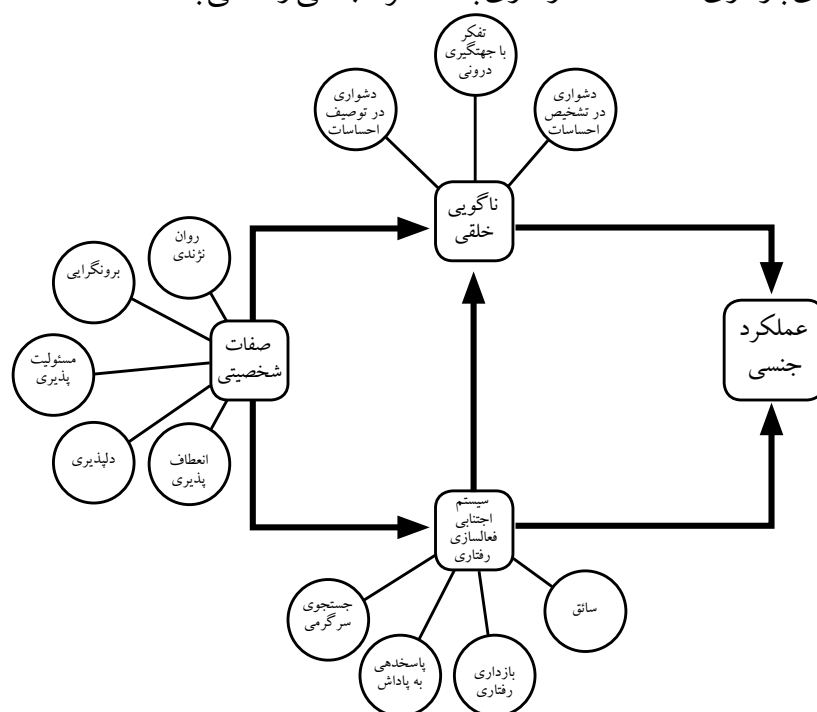 تفکر
با جهتگیری
درونی
دشواری
در تشخیص
احساسات
دشواری
در توصیف
احساسات
ناگویی
خلقی
روان
نژندی
برونگرایی
مسئولیت
پذیری
دلپذیری
انعطاف
پذیری
صفات
شخصیتی
عملکرد
جنسی
سیستم
اجتنابی
فعالسازی
رفتاری
سائق
بازداری
رفتاری
پاسخدهی
به پاداش
جستجوی
سرگرمی